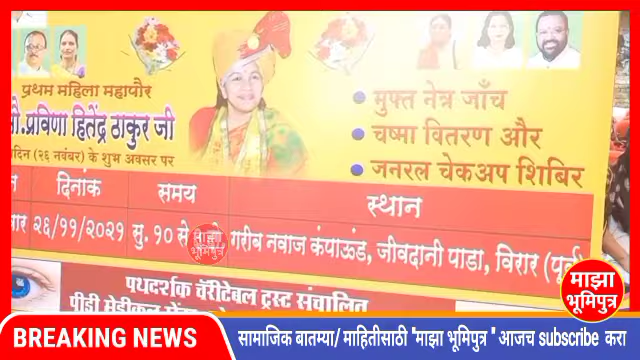 प्रथम महिला महापौर
सौ.प्रविणा हितेंद्र ठाकुर जी
दिन (२६ नवंबर) के शुभ अवसर पर
मुफ्त नेत्र जाँच
चष्मा वितरण और
जनरल चेकअप शिबिर
दिनांक
समय
स्थान
२६/११/२०२१
सु. १० से
गरीब नवाज कंपाऊंड, जीवदानी पाडा, विरार (पूर्व)
माझा भूमिपुत्र
पथदर्शक चॅरीटेबल ट्रस्ट संचालित
माझा
भूमिपुत्र
BREAKING NEWS
सामाजिक बातम्या/ माहितीसाठी "माझा भूमिपुत्र " आजच subscribe करा